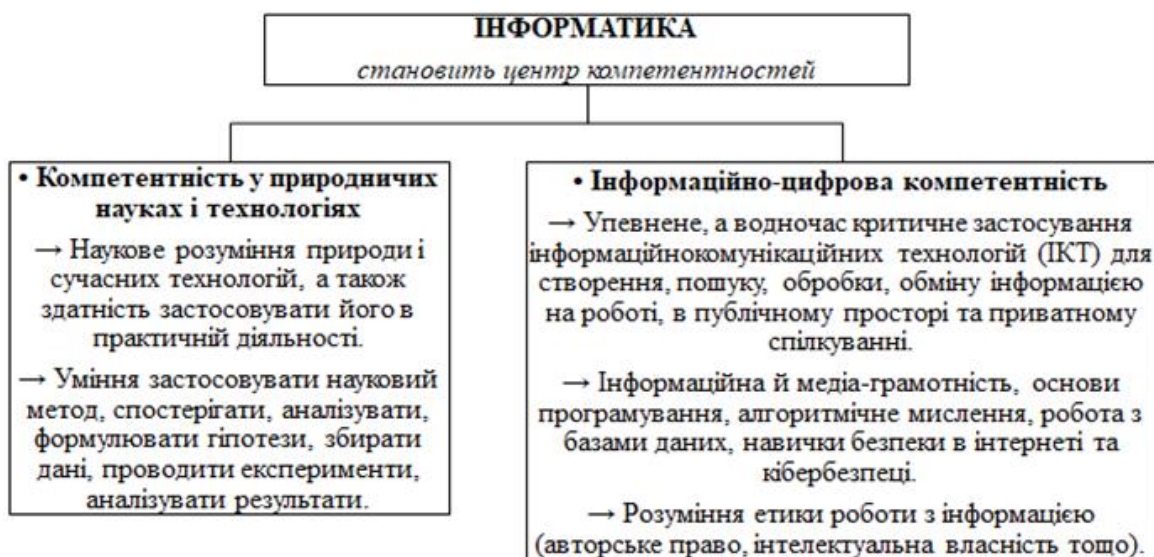 ІНФОРМАТИКА
становить центр компетентностей
• Компетентність у природничих
науках і технологіях
→ Наукове розуміння природи і
сучасних технологій, а також
здатність застосовувати його в
практичній діяльності.
→ Уміння застосовувати науковий
метод, спостерігати, аналізувати,
формулювати гіпотези, збирати
дані, проводити експерименти,
аналізувати результати.
• Інформаційно-цифрова компетентність
→ Упевнене, а водночас критичне застосування
інформаційнокомунікаційних технологій (ІКТ) для
створення, пошуку, обробки, обміну інформацією
на роботі, в публічному просторі та приватному
спілкуванні.
→ Інформаційна й медіа-грамотність, основи
програмування, алгоритмічне мислення, робота з
базами даних, навички безпеки в інтернеті та
кібербезпеці.
→ Розуміння етики роботи з інформацією
(авторське право, інтелектуальна власність тощо).